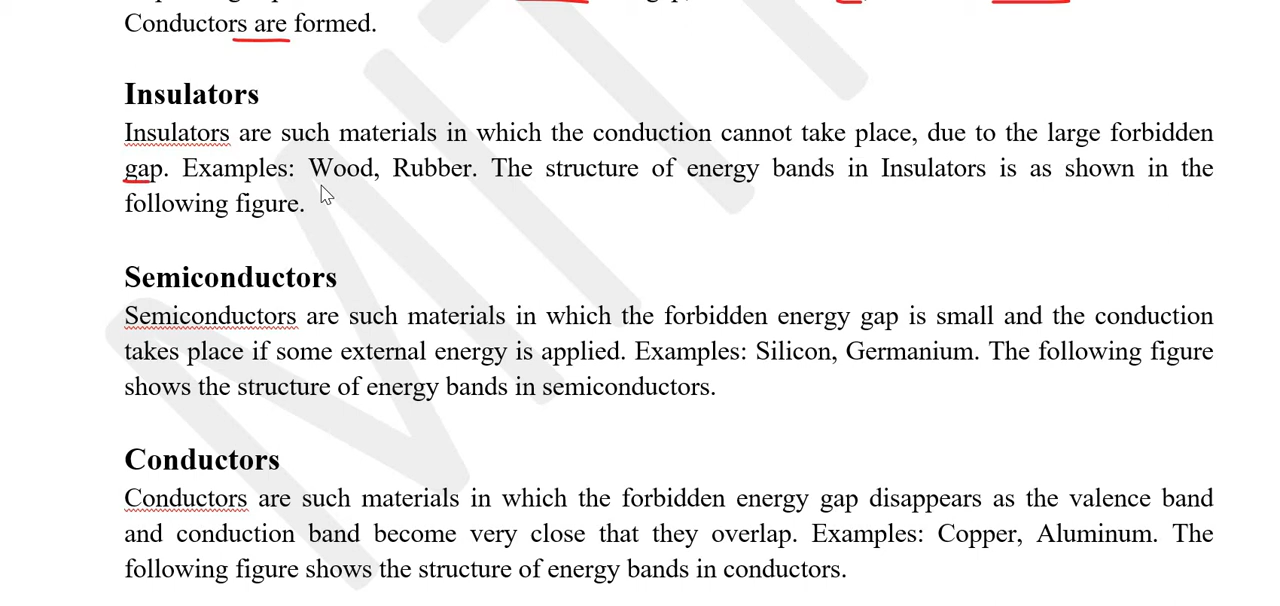 Conductors are formed.
Insulators
Insulators are such materials in which the conduction cannot take place, due to the large forbidden
gap. Examples: Wood, Rubber. The structure of energy bands in Insulators is as shown in the
following figure.
Semiconductors
Semiconductors are such materials in which the forbidden energy gap is small and the conduction
takes place if some external energy is applied. Examples: Silicon, Germanium. The following figure
shows the structure of energy bands in semiconductors.
Conductors
Conductors are such materials in which the forbidden energy gap disappears as the valence band
and conduction band become very close that they overlap. Examples: Copper, Aluminum. The
following figure shows the structure of energy bands in conductors.